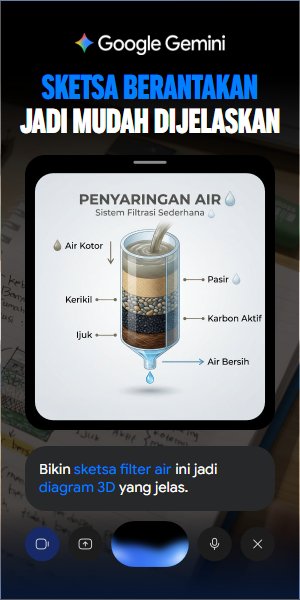 Google Gemini
SKETSA BERANTAKAN
JADI MUDAH DIJELASKAN
PENYARINGAN AIR
Sistem Filtrasi Sederhana
Air Kotor
Pasir
Kerikil
Karbon Aktif
Ijuk
Air Bersih
Bikin sketsa filter air ini jadi
diagram 3D yang jelas.